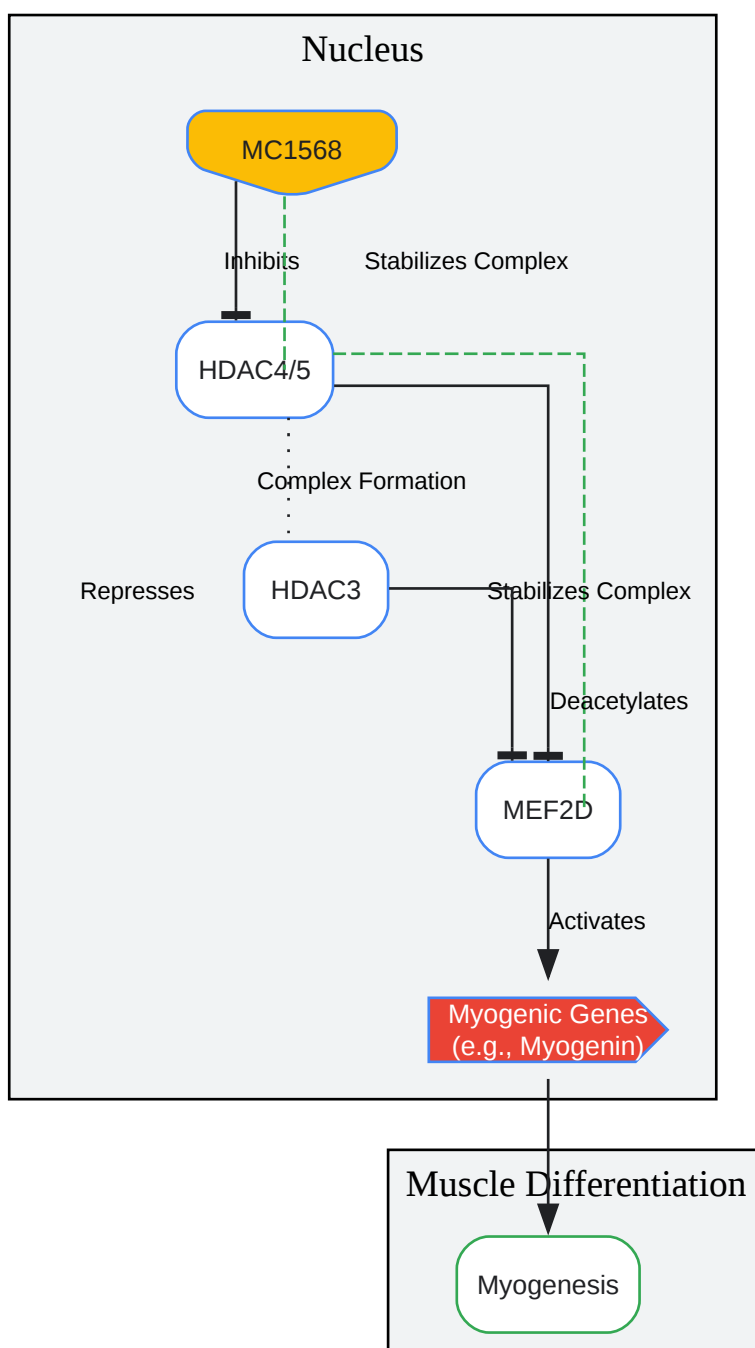 Nucleus
MC1568
Inhibits
Stabilizes Complex
HDAC4/5
Complex Formation
Represses
HDAC3
Stabilizes Complex
Deacetylates
MEF2D
Activates
Myogenic Genes
(e.g., Myogenin)
Muscle Differentiation
Myogenesis